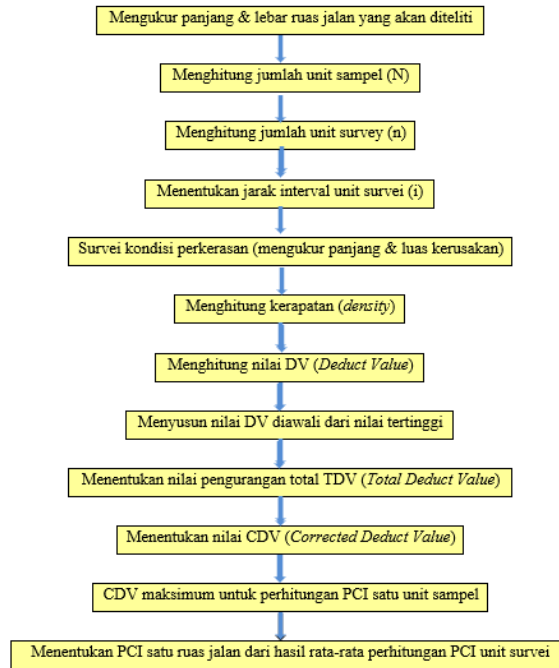 Mengukur panjang & lebar ruas jalan yang akan diteliti
Menghitung jumlah unit sampel (N)
Menghitung jumlah unit survey (n)
Menentukan jarak interval unit survei (i)
Survei kondisi perkerasan (mengukur panjang & luas kerusakan)
Menghitung kerapatan (density)
Menghitung nilai DV (Deduct Value)
Menyusun nilai DV diawali dari nilai tertinggi
Menentukan nilai pengurangan total TDV (Total Deduct Value)
Menentukan nilai CDV (Corrected Deduct Value)
CDV maksimum untuk perhitungan PCI satu unit sampel
Menentukan PCI satu ruas jalan dari hasil rata-rata perhitungan PCI unit survei